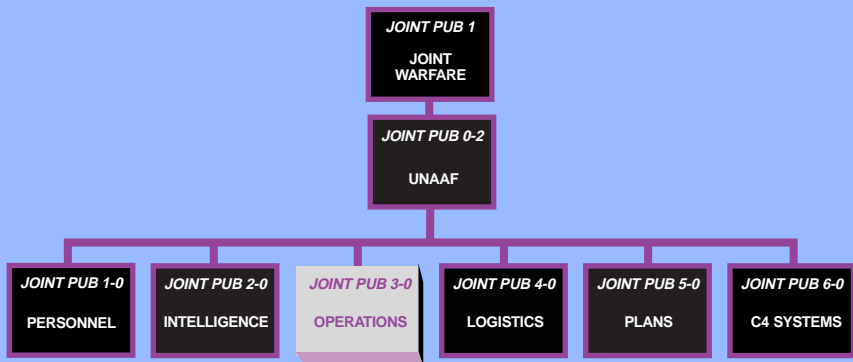 JOINT PUB 1
JOINT
WARFARE
JOINT PUB 0-2
UNAAF
JOINT PUB 1-0
PERSONNEL
JOINT PUB 2-0
INTELLIGENCE
JOINT PUB 3-0
OPERATIONS
JOINT PUB 4-0
LOGISTICS
JOINT PUB 5-0
PLANS
JOINT PUB 6-0
C4 SYSTEMS